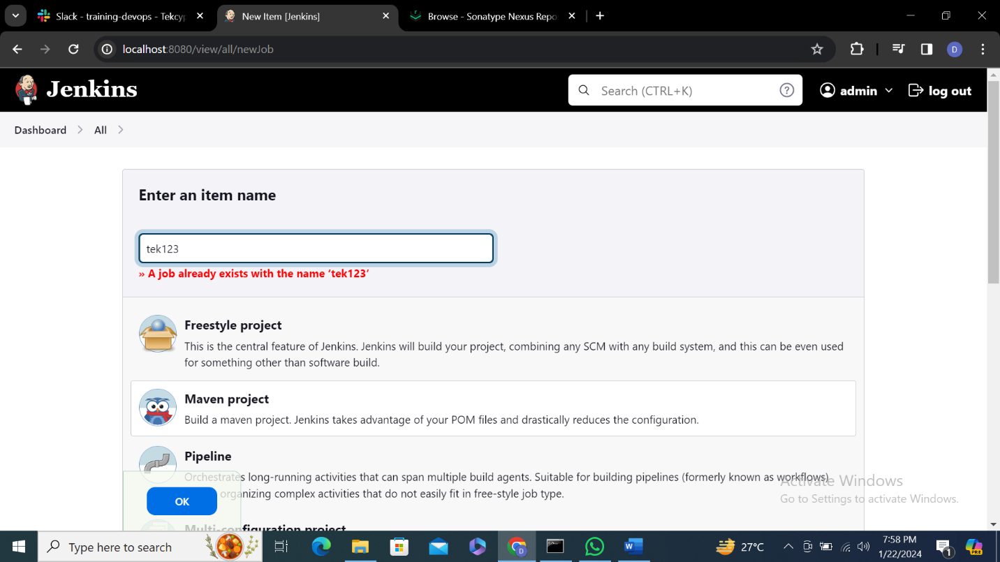 Slack - training-devops - Tekcyp
New Item [Jenkins]
Browse - Sonatype Nexus Repo
localhost:8080/view/all/newJob
D
Jenkins
Search (CTRL+K)
?
admin
log out
Dashboard
All
Enter an item name
tek123
» A job already exists with the name ‘tek123’
Freestyle project
This is the central feature of Jenkins. Jenkins will build your project, combining any SCM with any build system, and this can be even used
for something other than software build.
Maven project
Build a maven project. Jenkins takes advantage of your POM files and drastically reduces the configuration.
Pipeline
Orchestrates long-running activities that can span multiple build agents. Suitable for building pipelines (formerly known as workflows)
organizing complex activities that do not easily fit in free-style job type.
Activate Windows
Go to Settings to activate Windows.
OK
Multi-configuration project
Type here to search
D
W
27°C
7:58 PM
1/22/2024
1
PRE